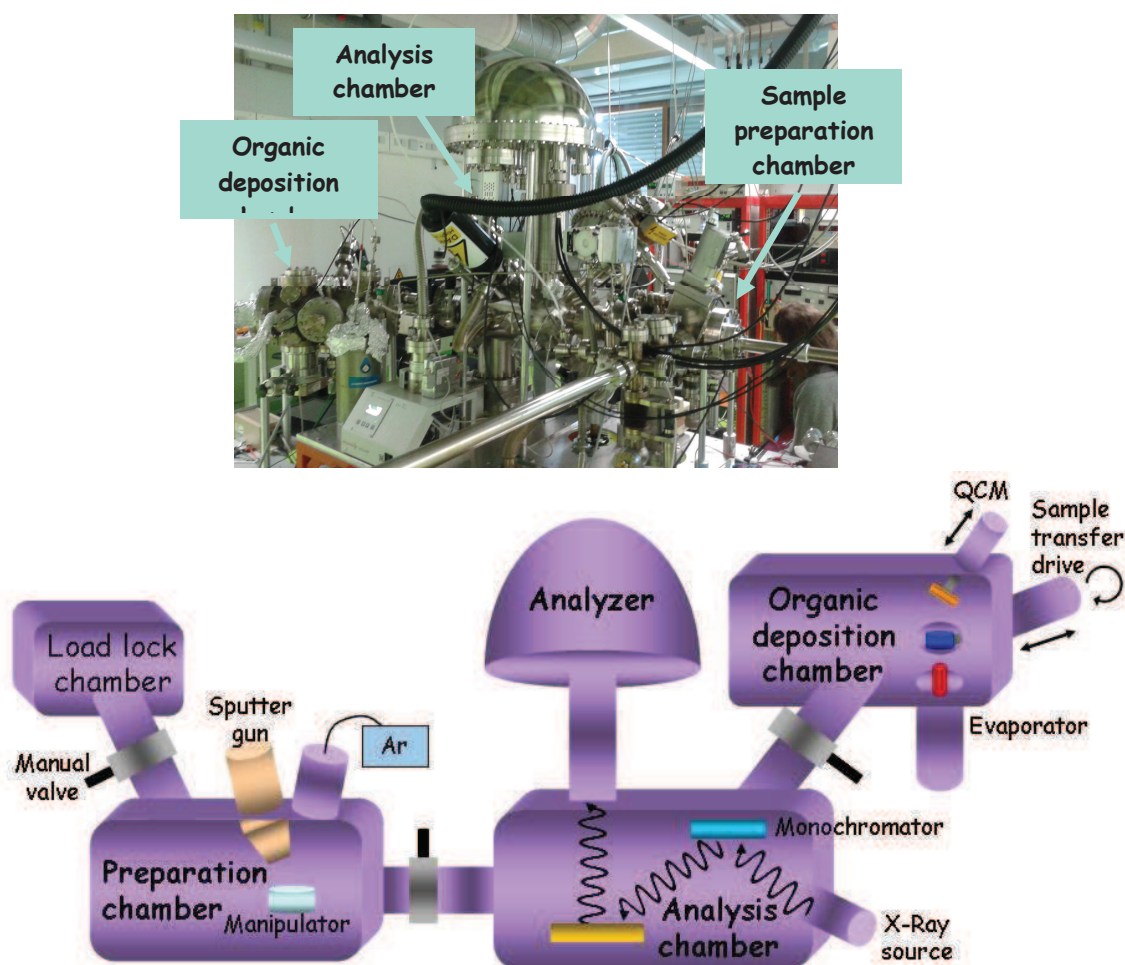 Analysis
chamber
Sample
preparation
chamber
Organic
deposition
QCM
Sample
transfer
drive
Analyzer
Organic
deposition
chamber
Load lock
chamber
Sputter
gun
Ar
Evaporator
Manual
valve
Monochromator
Preparation
chamber
Manipulator
Analysis
chamber
X-Ray
source